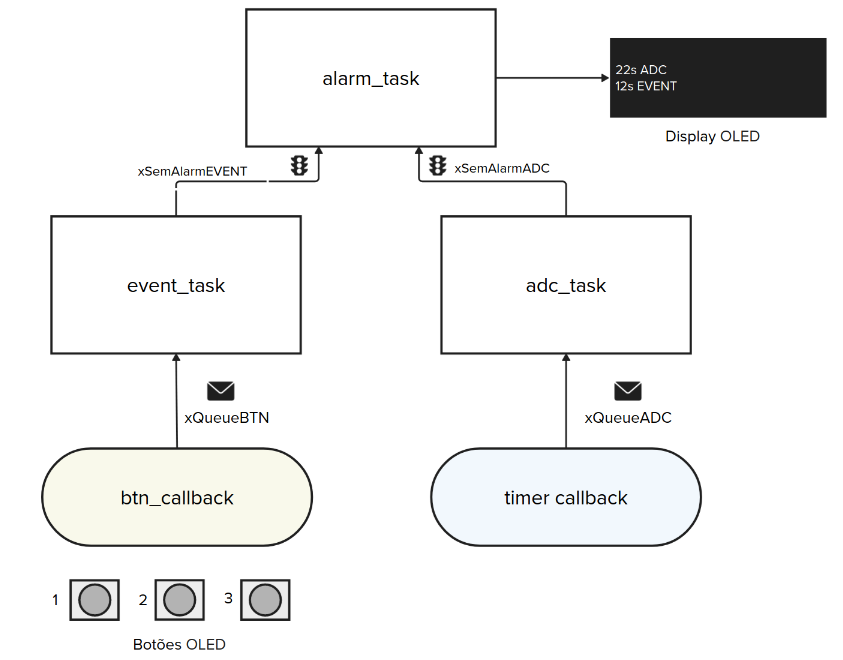 alarm_task
22s ADC
12s EVENT
Display OLED
xSemAlarmEVENT
xSemAlarmADC
event_task
adc_task
xQueueBTN
xQueueADC
btn_callback
timer callback
1
2
3
Botões OLED